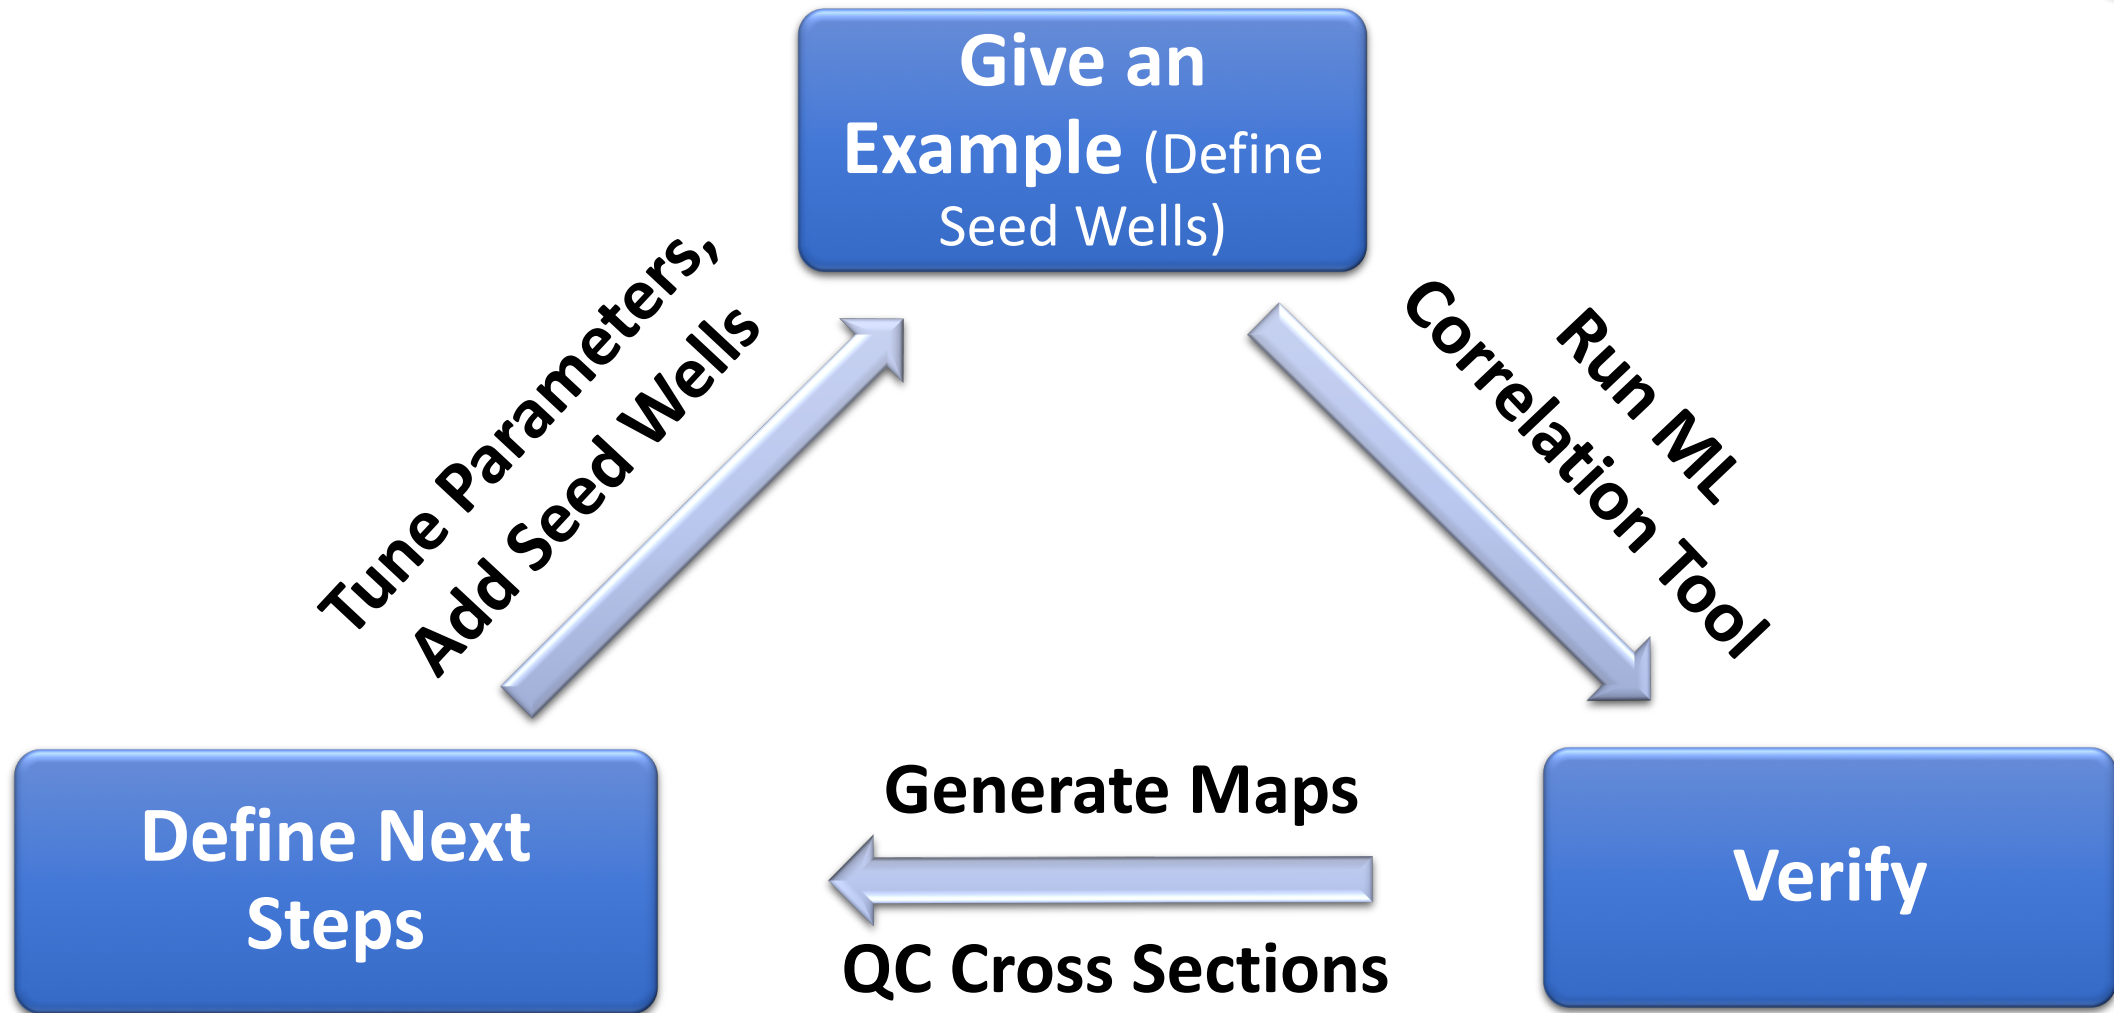 Give an
Example (Define
Seed Wells)
Tune Parameters,
Add Seed Wells
Run ML
Correlation Tool
Generate Maps
QC Cross Sections
Define Next
Steps
Verify